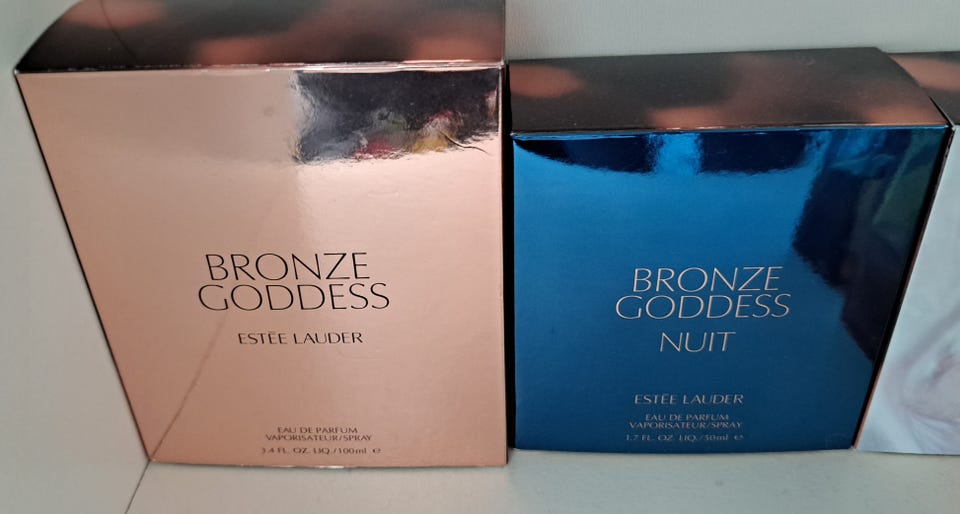 BRONZE
GODDESS
ESTĒE LAUDER
EAU DE PARFUM
VAPORISATEUR/SPRAY
3.4 FL. OZ. LIQ./100ml ℮
BRONZE
GODDESS
NUIT
ESTĒE LAUDER
EAU DE PARFUM
VAPORISATEUR/SPRAY
1.7 FL. OZ. LIQ./50ml ℮